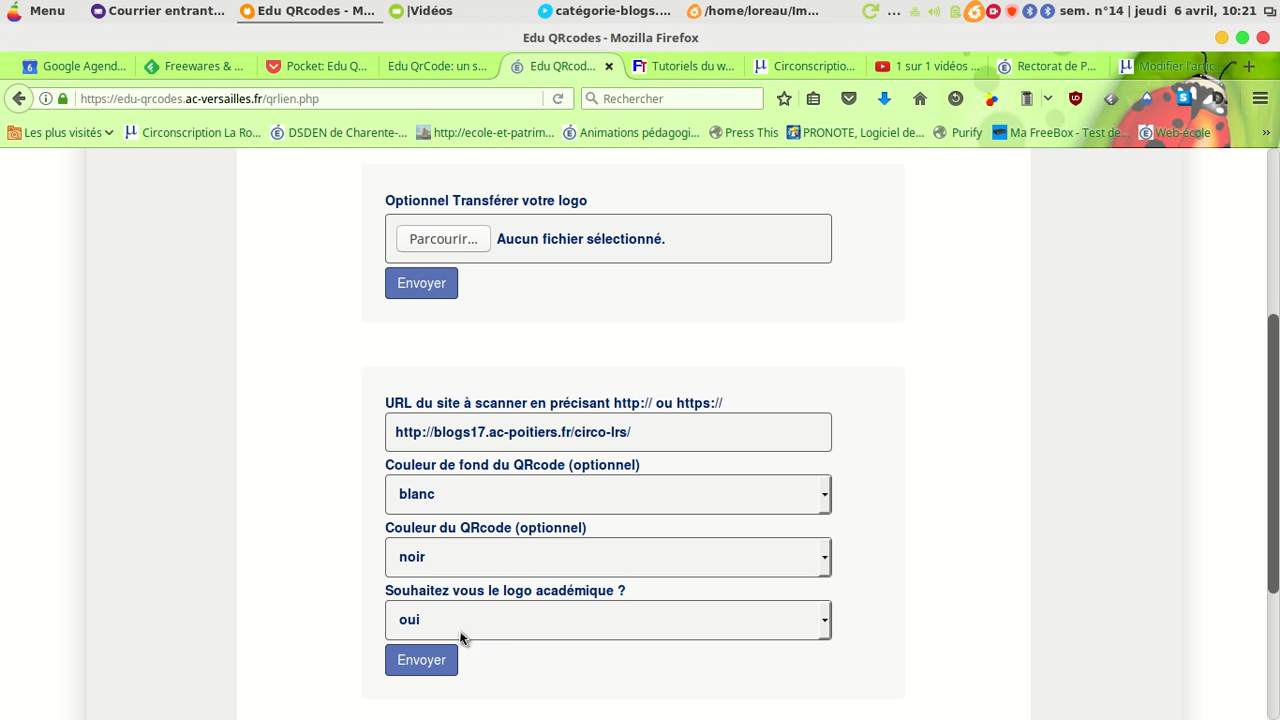 Menu Courrier entrant... Edu QRcodes - M... |Vidéos catégorie-blogs.... /home/loreau/Im... ... sem. n°14 | jeudi 6 avril, 10:21
Edu QRcodes - Mozilla Firefox
Google Agend... Freewares & ... Pocket: Edu Q... Edu QrCode: un s... Edu QRcod... Tutoriels du w... Circonscriptio... 1 sur 1 vidéos ... Rectorat de P... Modifier l'artic...
https://edu-qrcodes.ac-versailles.fr/qrlien.php Rechercher
Les plus visités Circonscription La Ro... DSDEN de Charente-... http://ecole-et-patrim... Animations pédagogi... Press This PRONOTE, Logiciel de... Purify Ma FreeBox - Test de... Web-école »
Optionnel Transférer votre logo
Parcourir... Aucun fichier sélectionné.
Envoyer
URL du site à scanner en précisant http:// ou https://
http://blogs17.ac-poitiers.fr/circo-lrs/
Couleur de fond du QRcode (optionnel)
blanc
Couleur du QRcode (optionnel)
noir
Souhaitez vous le logo académique ?
oui
Envoyer